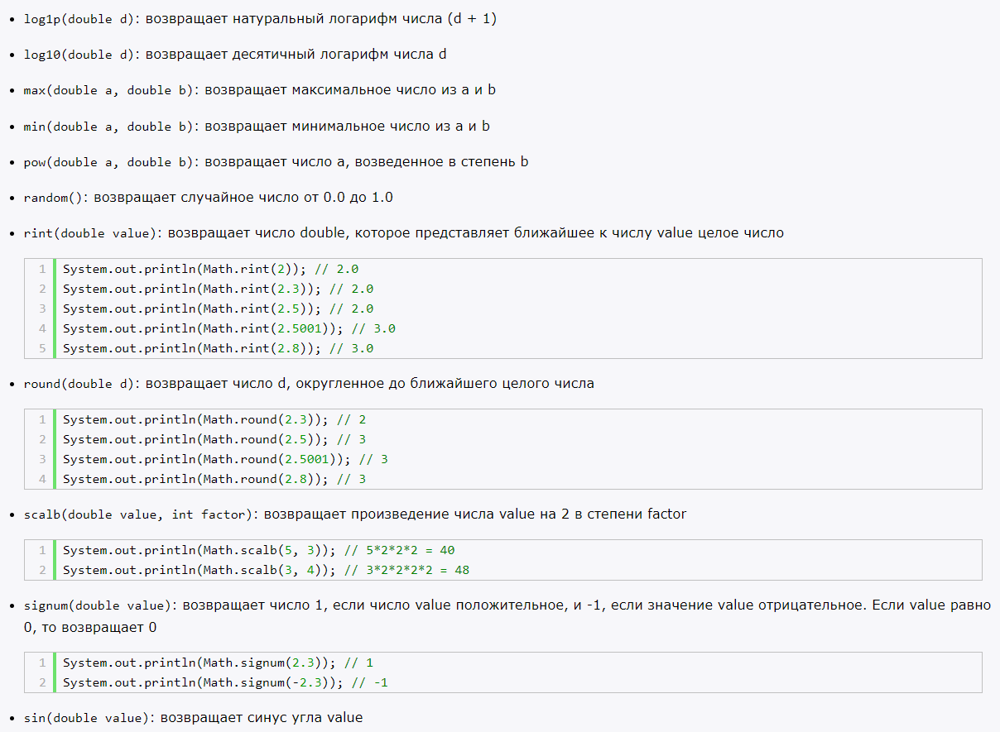 • log1p(double d): возвращает натуральный логарифм числа (d + 1)
• log10(double d): возвращает десятичный логарифм числа d
• max(double a, double b): возвращает максимальное число из a и b
• min(double a, double b): возвращает минимальное число из a и b
• pow(double a, double b): возвращает число a, возведенное в степень b
• random(): возвращает случайное число от 0.0 до 1.0
• rint(double value): возвращает число double, которое представляет ближайшее к числу value целое число
1 System.out.println(Math.rint(2)); // 2.0
2 System.out.println(Math.rint(2.3)); // 2.0
3 System.out.println(Math.rint(2.5)); // 2.0
4 System.out.println(Math.rint(2.5001)); // 3.0
5 System.out.println(Math.rint(2.8)); // 3.0
• round(double d): возвращает число d, округленное до ближайшего целого числа
1 System.out.println(Math.round(2.3)); // 2
2 System.out.println(Math.round(2.5)); // 3
3 System.out.println(Math.round(2.5001)); // 3
4 System.out.println(Math.round(2.8)); // 3
• scalb(double value, int factor): возвращает произведение числа value на 2 в степени factor
1 System.out.println(Math.scalb(5, 3)); // 5*2*2*2 = 40
2 System.out.println(Math.scalb(3, 4)); // 3*2*2*2*2 = 48
• signum(double value): возвращает число 1, если число value положительное, и -1, если значение value отрицательное. Если value равно
0, то возвращает 0
1 System.out.println(Math.signum(2.3)); // 1
2 System.out.println(Math.signum(-2.3)); // -1
• sin(double value): возвращает синус угла value